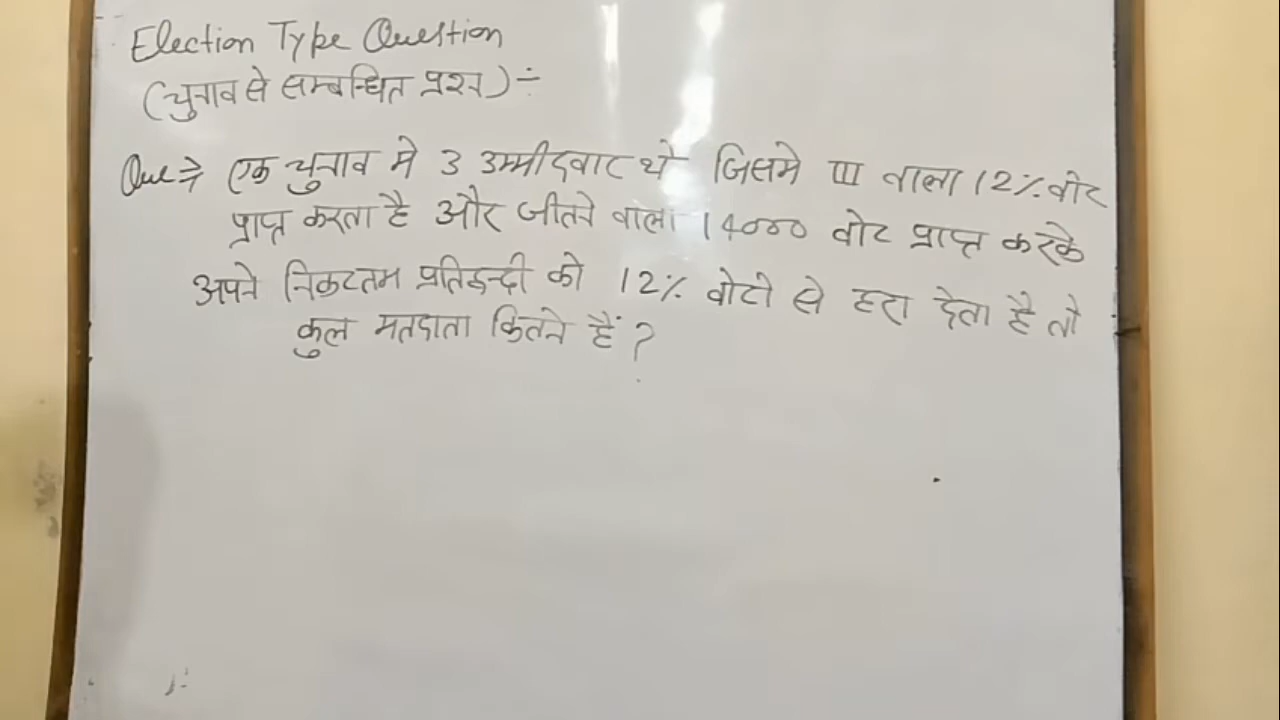 Election Type Question
(चुनाव से सम्बन्धित प्रश्न) ÷
Que ⇒ एक चुनाव मे 3 उम्मीदवार थे जिसमे III वाला 12% वोट
प्राप्त करता है और जीतने वाला 14000 वोट प्राप्त करके
अपने निकटतम प्रतिद्वन्दी को 12% वोटो से हरा देता है तो
कुल मतदाता कितने हैं ?